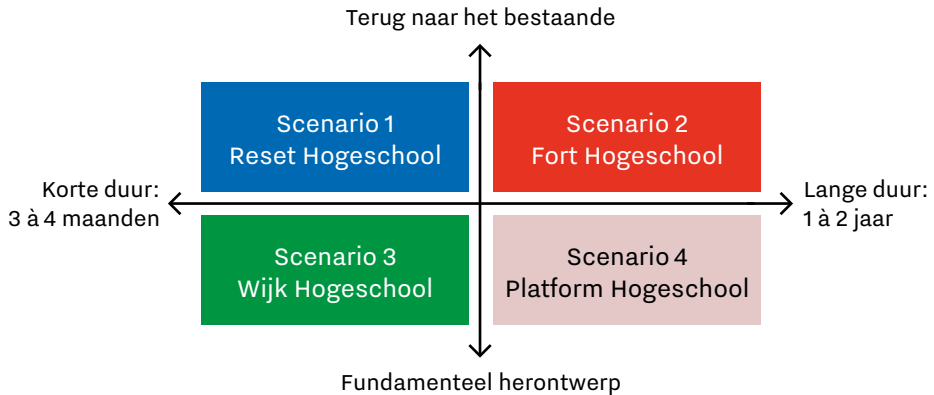 Terug naar het bestaande
Scenario 1
Reset Hogeschool
Scenario 2
Fort Hogeschool
Korte duur:
3 à 4 maanden
Lange duur:
1 à 2 jaar
Scenario 3
Wijk Hogeschool
Scenario 4
Platform Hogeschool
Fundamenteel herontwerp